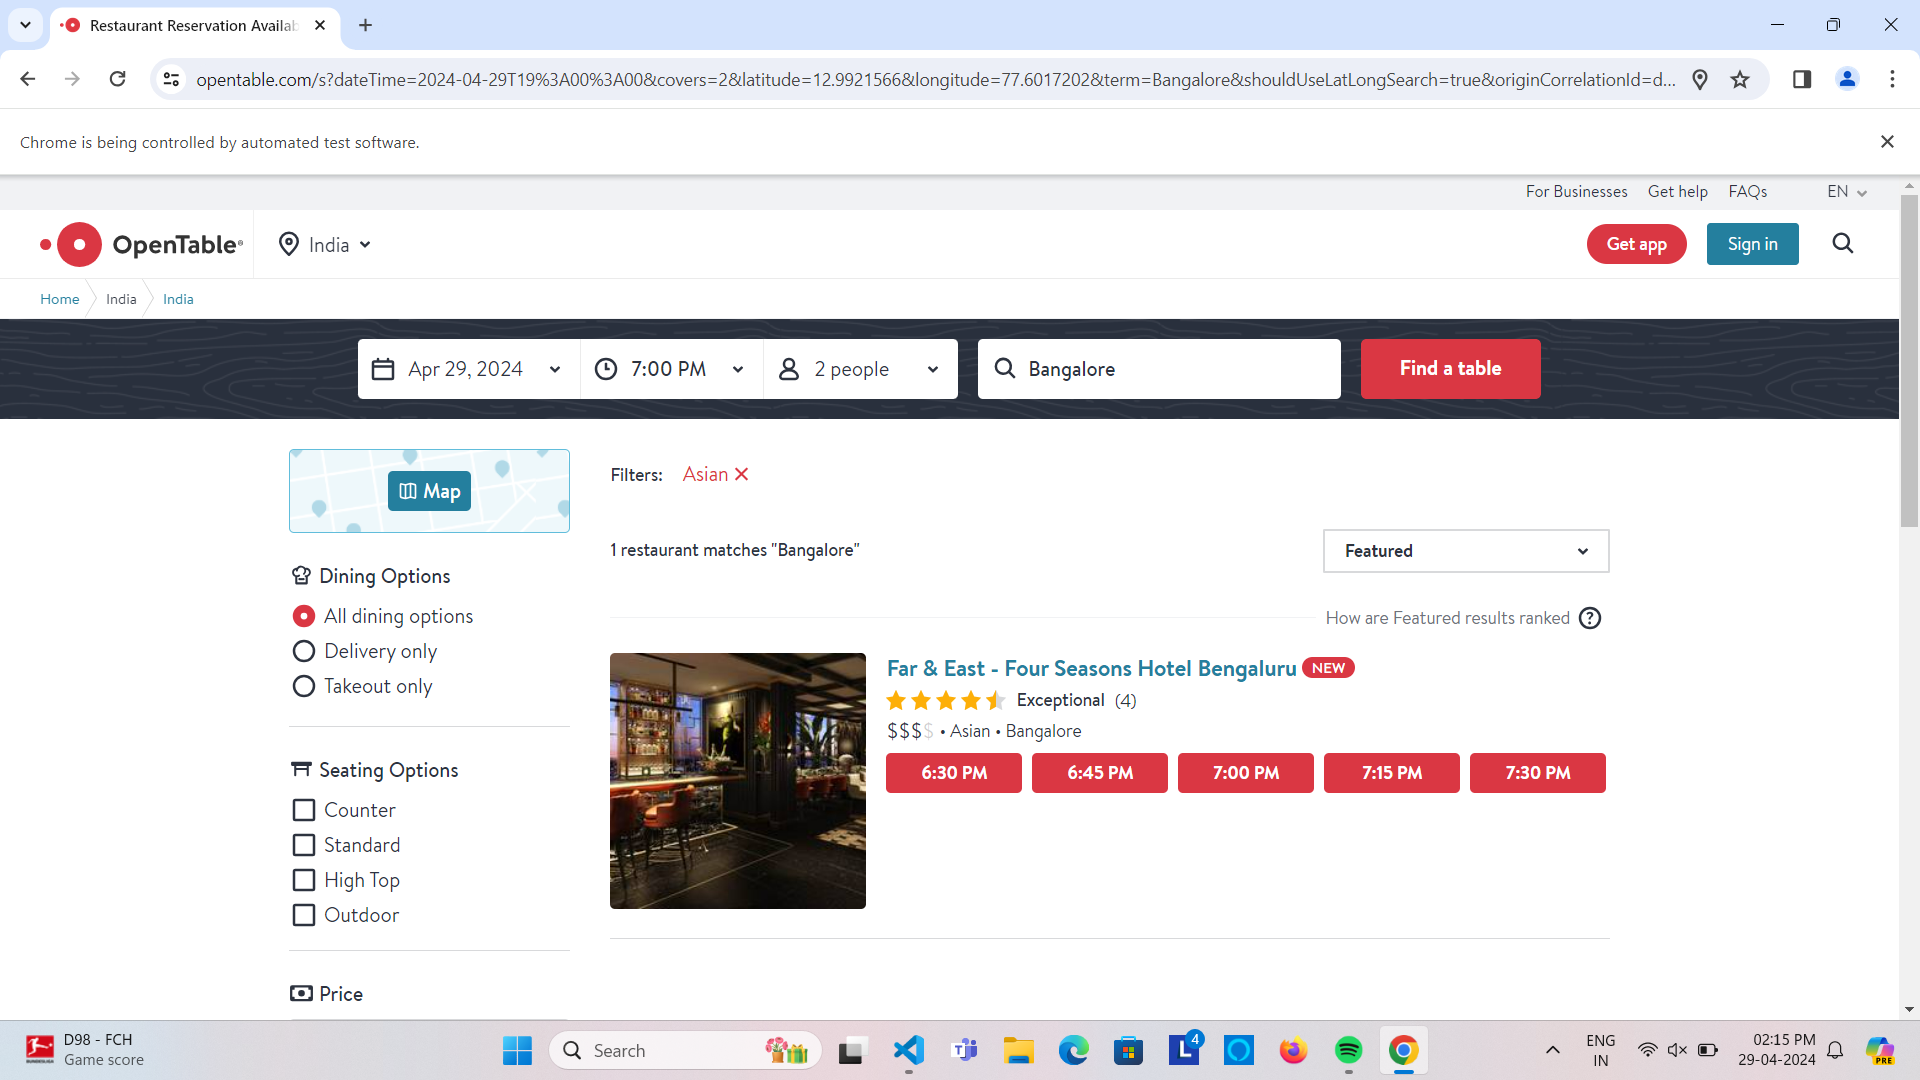 Restaurant Reservation Availab
opentable.com/s?dateTime=2024-04-29T19%3A00%3A00&covers=2&latitude=12.9921566&longitude=77.6017202&term=Bangalore&shouldUseLatLongSearch=true&originCorrelationId=d...
Chrome is being controlled by automated test software.
For Businesses Get help FAQs EN
OpenTable® India Get app Sign in
Home India India
Apr 29, 2024 7:00 PM 2 people Bangalore Find a table
Map
Filters: Asian
1 restaurant matches "Bangalore" Featured
Dining Options
All dining options How are Featured results ranked
Delivery only
Takeout only
Far & East - Four Seasons Hotel Bengaluru NEW
Exceptional (4)
$$$$ • Asian • Bangalore
6:30 PM 6:45 PM 7:00 PM 7:15 PM 7:30 PM
Seating Options
Counter
Standard
High Top
Outdoor
Price
D98 - FCH
Game score
Search
4
ENG
IN
02:15 PM
29-04-2024
PRE